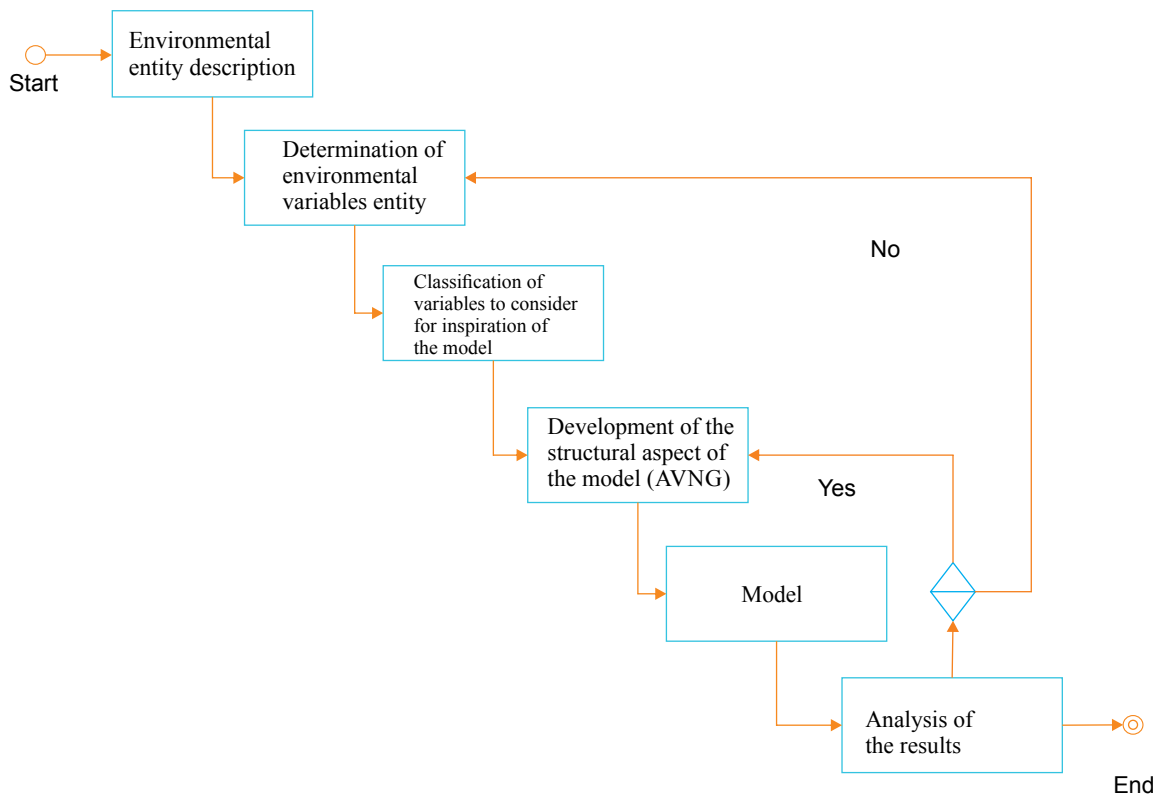 Environmental
entity description
Start
Determination of
environmental
variables entity
No
Classification of
variables to consider
for inspiration of
the model
Development of the
structural aspect of
the model (AVNG)
Yes
Model
Analysis of
the results
End